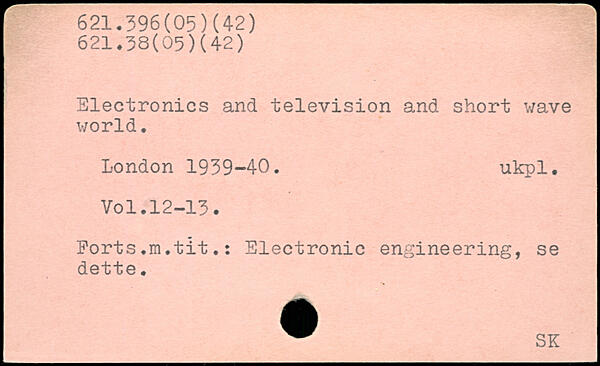 621.396(05)(42)
621.38(05)(42)
Electronics and television and short wave
world.
London 1939-40. ukpl.
Vol.12-13.
Forts.m.tit.: Electronic engineering, se
dette.
SK